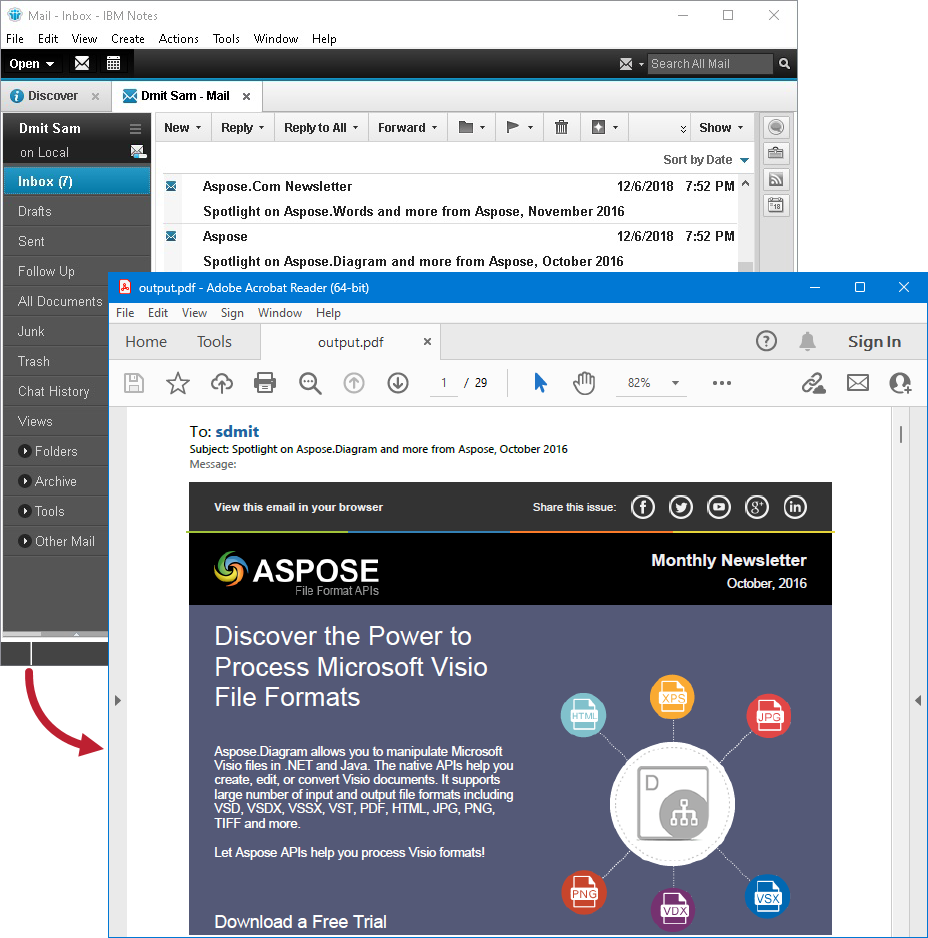 Mail - Inbox - IBM Notes
File Edit View Create Actions Tools Window Help
Open
Search All Mail
Discover
Dmit Sam - Mail
Dmit Sam
on Local
New Reply Reply to All Forward Show
Sort by Date
Inbox (7)
Drafts
Sent
Follow Up
All Documents
Junk
Trash
Chat History
Views
Folders
Archive
Tools
Other Mail
Aspose.Com Newsletter 12/6/2018 7:52 PM
Spotlight on Aspose.Words and more from Aspose, November 2016
Aspose 12/6/2018 7:52 PM
Spotlight on Aspose.Diagram and more from Aspose, October 2016
18
output.pdf - Adobe Acrobat Reader (64-bit)
File Edit View Sign Window Help
Home Tools output.pdf Sign In
1 / 29 82%
To: sdmit
Subject: Spotlight on Aspose.Diagram and more from Aspose, October 2016
Message:
View this email in your browser Share this issue:
ASPOSE
File Format APIs
Monthly Newsletter
October, 2016
Discover the Power to
Process Microsoft Visio
File Formats
Aspose.Diagram allows you to manipulate Microsoft
Visio files in .NET and Java. The native APIs help you
create, edit, or convert Visio documents. It supports
large number of input and output file formats including
VSD, VSDX, VSSX, VST, PDF, HTML, JPG, PNG,
TIFF and more.
Let Aspose APIs help you process Visio formats!
Download a Free Trial
HTML
XPS
JPG
D
PNG
VDX
VSX